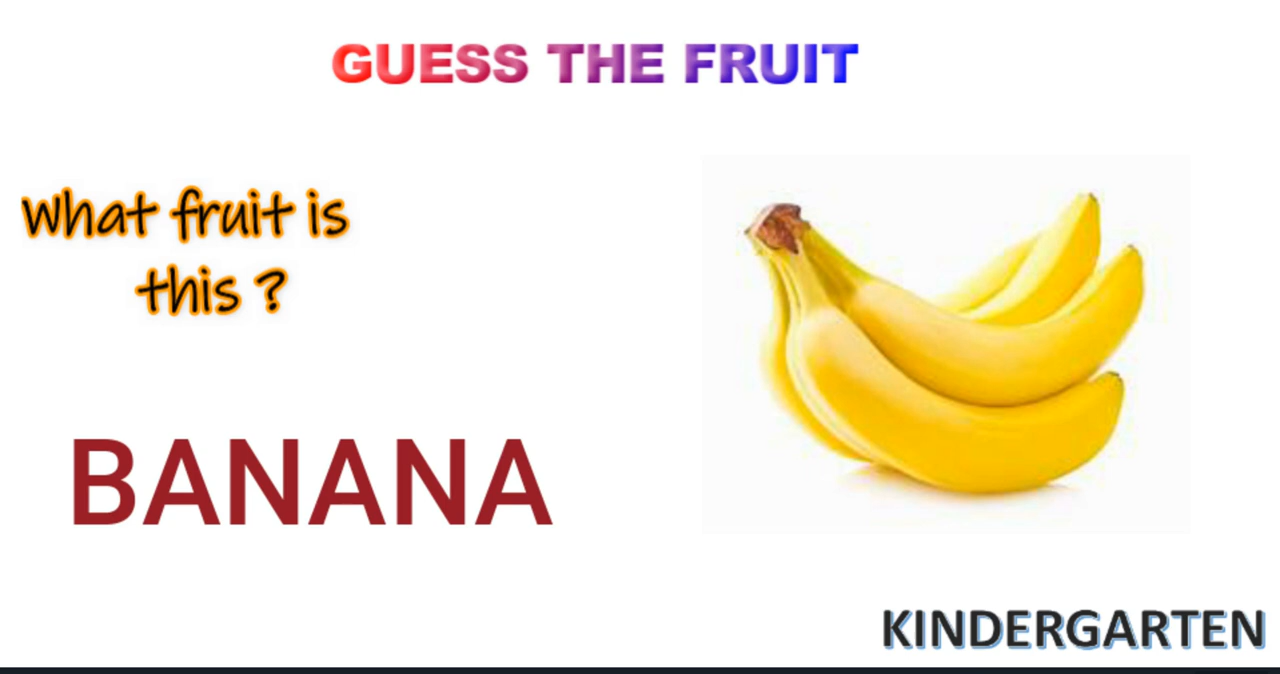 GUESS THE FRUIT
What fruit is
this ?
BANANA
KINDERGARTEN